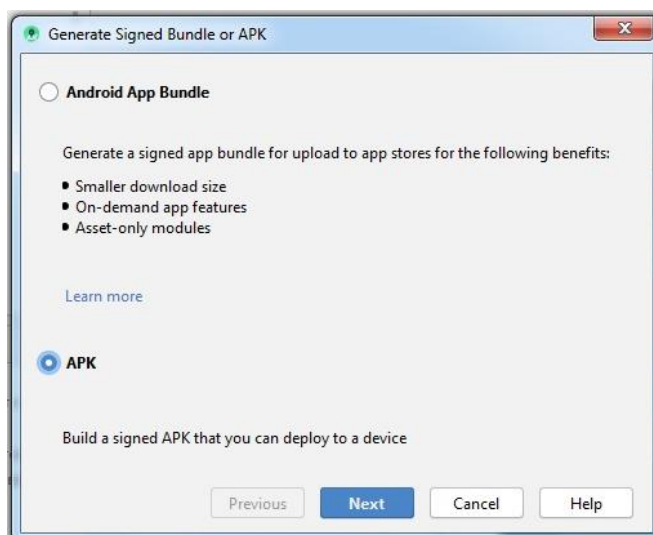 Generate Signed Bundle or APK
Android App Bundle
Generate a signed app bundle for upload to app stores for the following benefits:
• Smaller download size
• On-demand app features
• Asset-only modules
Learn more
APK
Build a signed APK that you can deploy to a device
Previous Next Cancel Help